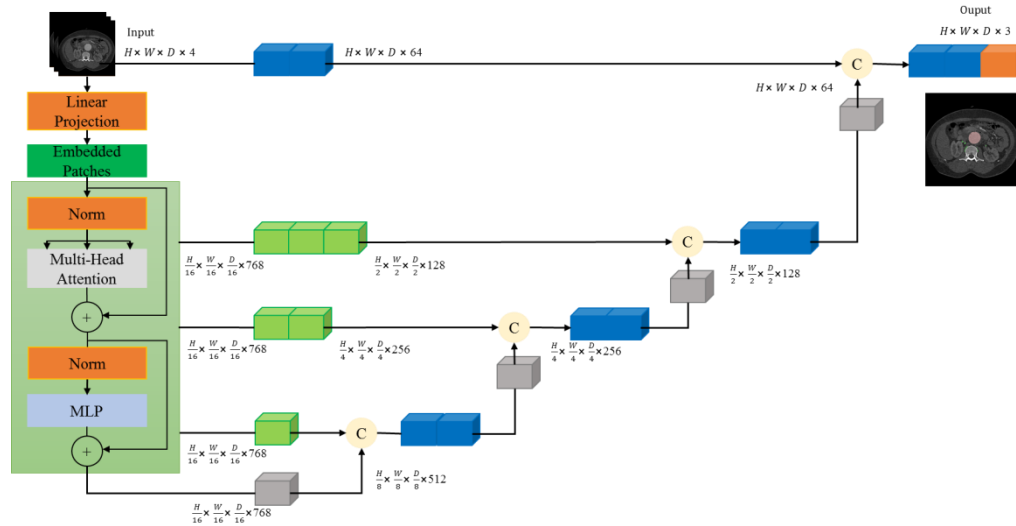 Input
H × W × D × 4
H × W × D × 64
Ouput
H × W × D × 3
C
H × W × D × 64
Linear
Projection
Embedded
Patches
Norm
Multi-Head
Attention
+
Norm
MLP
+
H/16 × W/16 × D/16 ×768
H/2 × W/2 × D/2 ×128
C
H/2 × W/2 × D/2 ×128
H/16 × W/16 × D/16 ×768
H/4 × W/4 × D/4 ×256
C
H/4 × W/4 × D/4 ×256
H/16 × W/16 × D/16 ×768
C
H/8 × W/8 × D/8 ×512
H/16 × W/16 × D/16 ×768